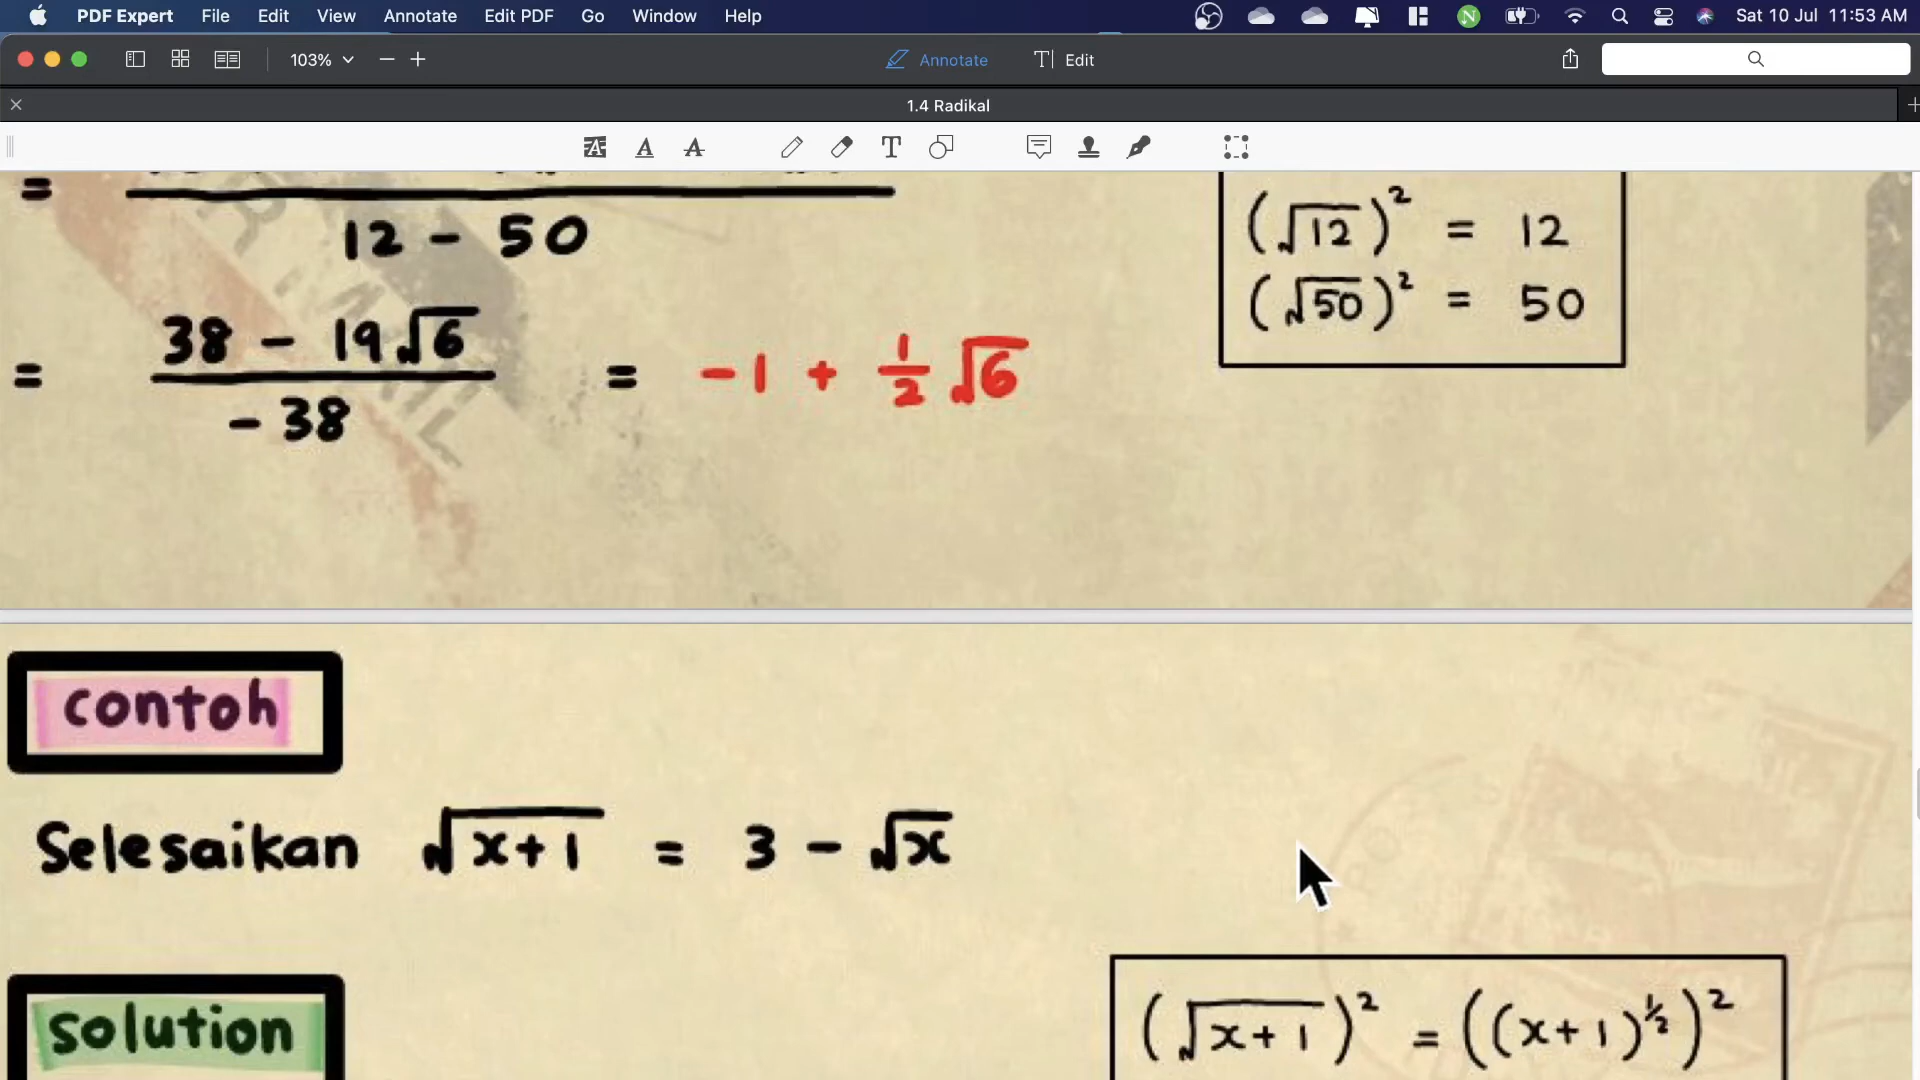 PDF Expert File Edit View Annotate Edit PDF Go Window Help Sat 10 Jul 11:53 AM
103% Annotate Edit
1.4 Radikal
=
12 - 50
(√12)² = 12
(√50)² = 50
= (38 - 19√6) / -38 = -1 + ½ √6
contoh
Selesaikan √(x+1) = 3 - √x
solution
(√(x+1))² = ((x+1)^½)²